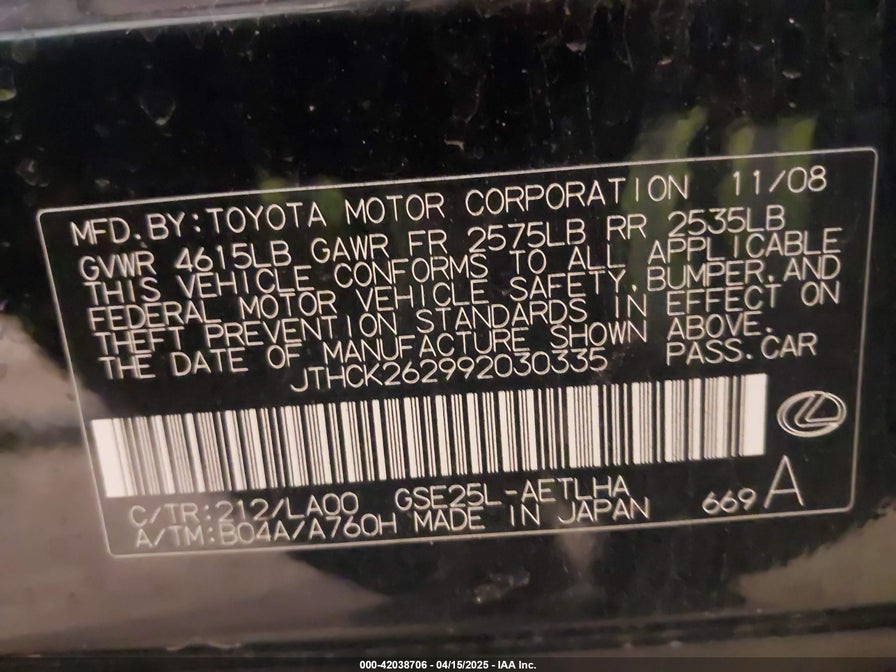 MFD.BY:TOYOTA MOTOR CORPORATION 11/08
GVWR 4615LB GAWR FR 2575LB RR 2535LB
THIS VEHICLE CONFORMS TO ALL APPLICABLE
FEDERAL MOTOR VEHICLE SAFETY,BUMPER,AND
THEFT PREVENTION STANDARDS IN EFFECT ON
THE DATE OF MANUFACTURE SHOWN ABOVE.
JTHCK262992030335 PASS.CAR
C/TR:212/LA00 GSE25L-AETLHA
A/TM:B04A/A760H MADE IN JAPAN 669A
000-42038706 - 04/15/2025 - IAA Inc.